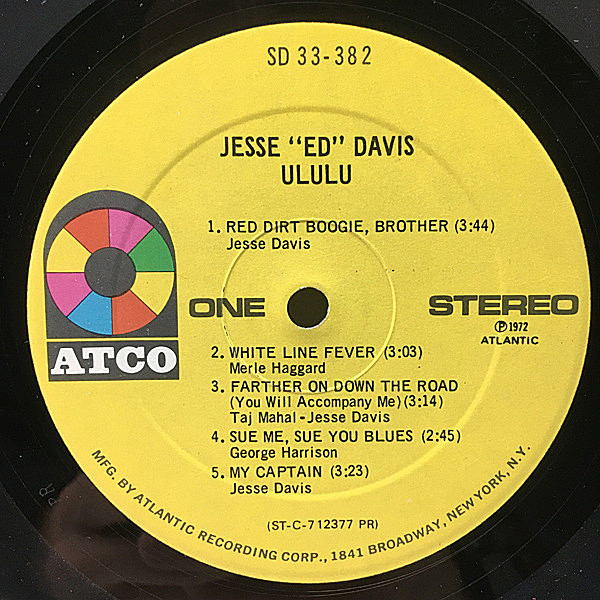 SD 33-382
JESSE "ED" DAVIS
ULULU
1. RED DIRT BOOGIE, BROTHER (3:44)
Jesse Davis
ONE
STEREO
Ⓟ1972
ATLANTIC
ATCO
2. WHITE LINE FEVER (3:03)
Merle Haggard
3. FARTHER ON DOWN THE ROAD
(You Will Accompany Me)(3:14)
Taj Mahal-Jesse Davis
4. SUE ME, SUE YOU BLUES (2:45)
George Harrison
5. MY CAPTAIN (3:23)
Jesse Davis
(ST-C-712377 PR)
MFG. BY ATLANTIC RECORDING CORP., 1841 BROADWAY, NEW YORK, N.Y.